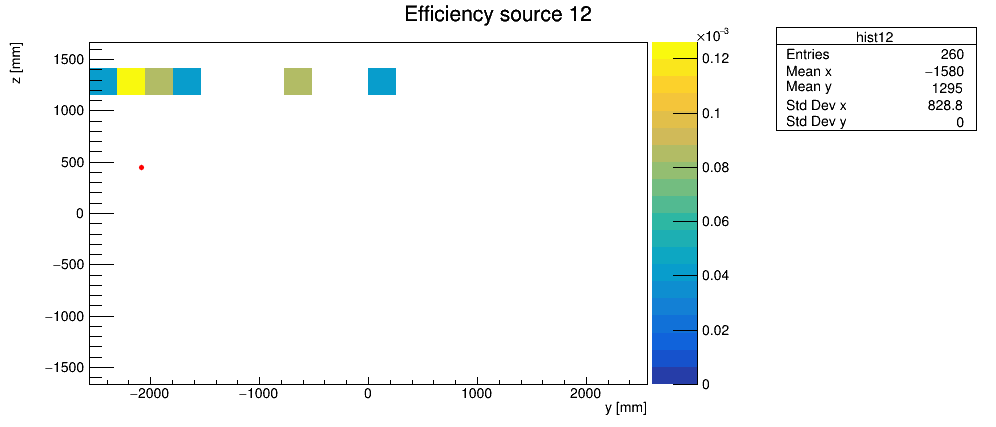 Efficiency source 12
z [mm]
1500
1000
500
0
−500
−1000
−1500
−2000
−1000
0
1000
2000
y [mm]
×10⁻³
0.12
0.1
0.08
0.06
0.04
0.02
0
hist12
Entries 260
Mean x −1580
Mean y 1295
Std Dev x 828.8
Std Dev y 0